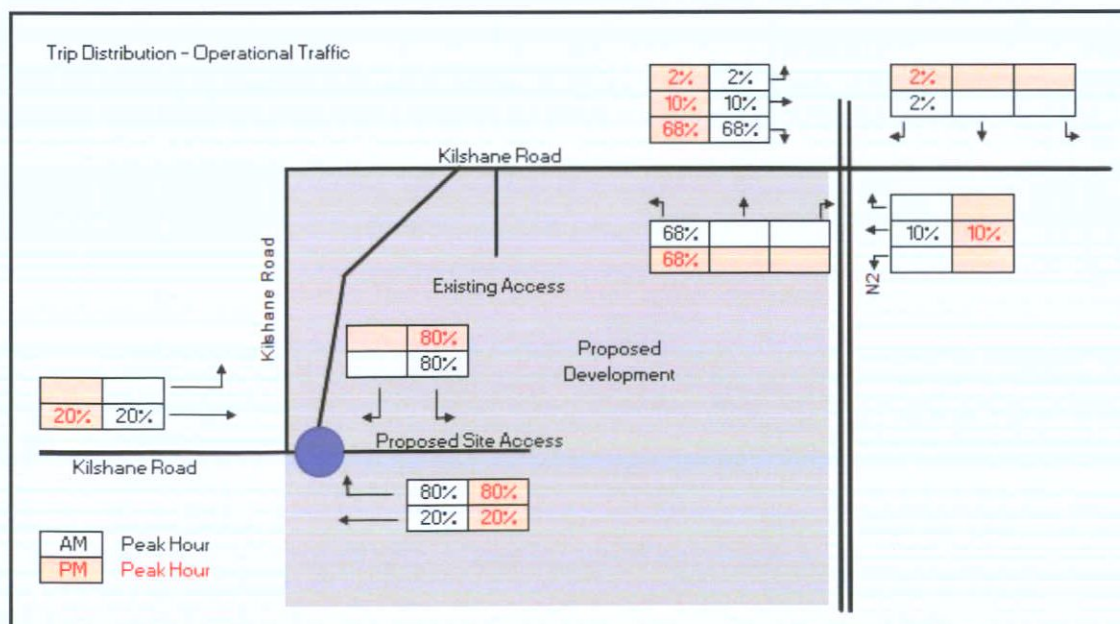 Trip Distribution - Operational Traffic
2% 2%
10% 10%
68% 68%
2%
2%
Kilshane Road
68%
68%
10% 10%
N2
Kilshane Road
Existing Access
80%
80%
Proposed
Development
20% 20%
Proposed Site Access
Kilshane Road
80% 80%
20% 20%
AM Peak Hour
PM Peak Hour